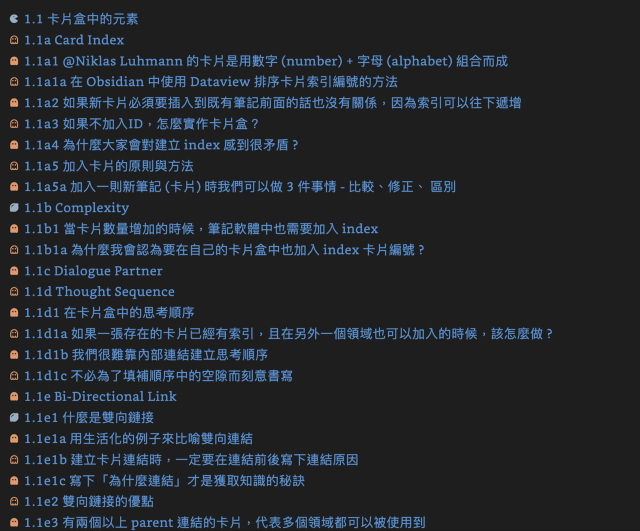 1.1 卡片盒中的元素
1.1a Card Index
1.1a1 @Niklas Luhmann 的卡片是用數字 (number) + 字母 (alphabet) 組合而成
1.1a1a 在 Obsidian 中使用 Dataview 排序卡片索引編號的方法
1.1a2 如果新卡片必須要插入到既有筆記前面的話也沒有關係，因為索引可以往下遞增
1.1a3 如果不加入ID，怎麼實作卡片盒？
1.1a4 為什麼大家會對建立 index 感到很矛盾？
1.1a5 加入卡片的原則與方法
1.1a5a 加入一則新筆記 (卡片) 時我們可以做 3 件事情 - 比較、修正、 區別
1.1b Complexity
1.1b1 當卡片數量增加的時候，筆記軟體中也需要加入 index
1.1b1a 為什麼我會認為要在自己的卡片盒中也加入 index 卡片編號？
1.1c Dialogue Partner
1.1d Thought Sequence
1.1d1 在卡片盒中的思考順序
1.1d1a 如果一張存在的卡片已經有索引，且在另外一個領域也可以加入的時候，該怎麼做？
1.1d1b 我們很難靠內部連結建立思考順序
1.1d1c 不必為了填補順序中的空隙而刻意書寫
1.1e Bi-Directional Link
1.1e1 什麼是雙向鏈接
1.1e1a 用生活化的例子來比喻雙向連結
1.1e1b 建立卡片連結時，一定要在連結前後寫下連結原因
1.1e1c 寫下「為什麼連結」才是獲取知識的秘訣
1.1e2 雙向鏈接的優點
1.1e3 有兩個以上 parent 連結的卡片，代表多個領域都可以被使用到